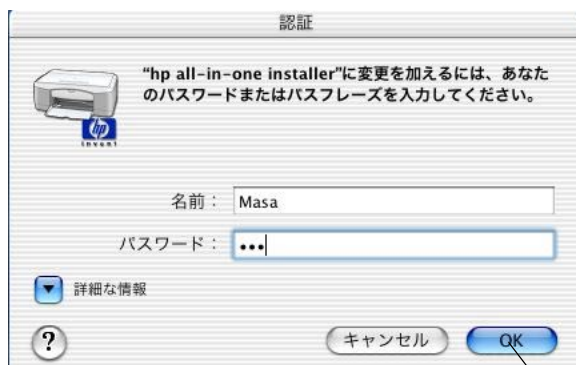 認証
“hp all-in-one installer”に変更を加えるには、あなた
のパスワードまたはパスフレーズを入力してください。
hp
invent
名前： Masa
パスワード： •••
詳細な情報
?
キャンセル OK